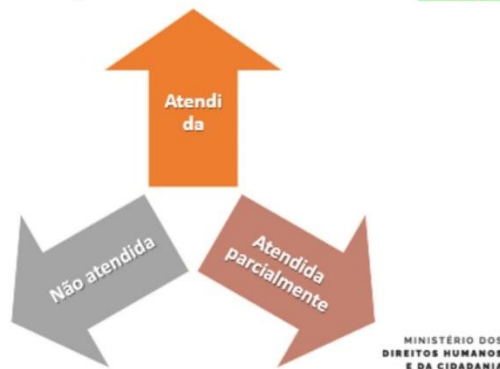 Atendi
da
Não atendida
Atendida
parcialmente
MINISTÉRIO DOS
DIREITOS HUMANOS
E DA CIDADANIA